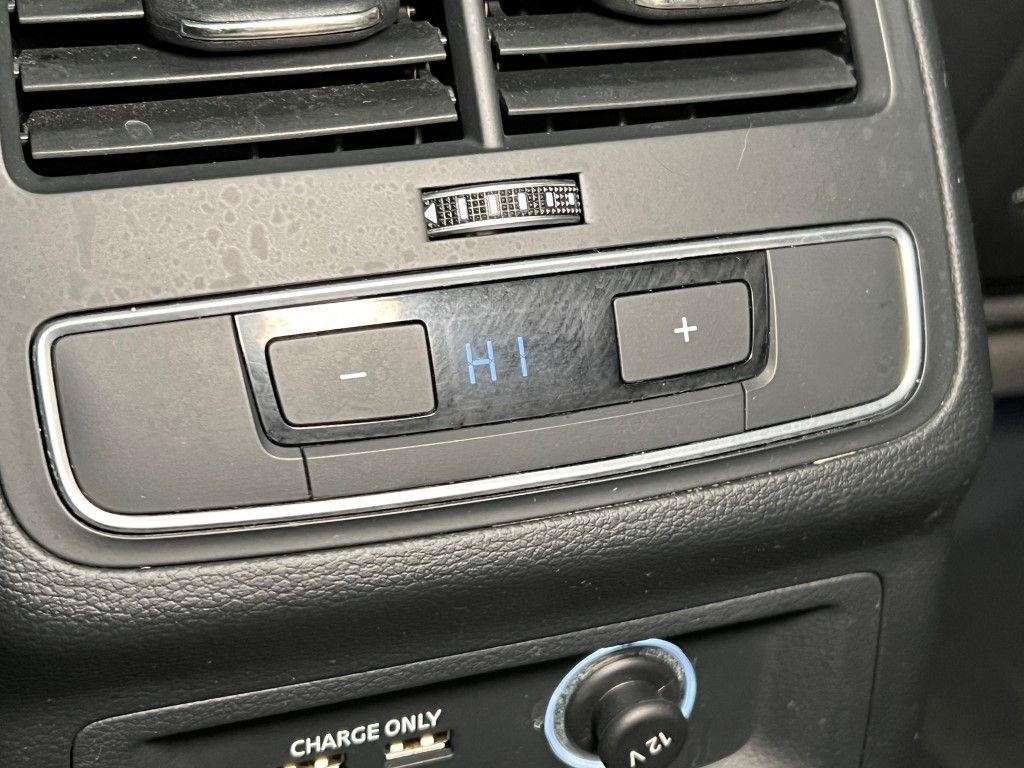 - HI +
CHARGE ONLY
12 V